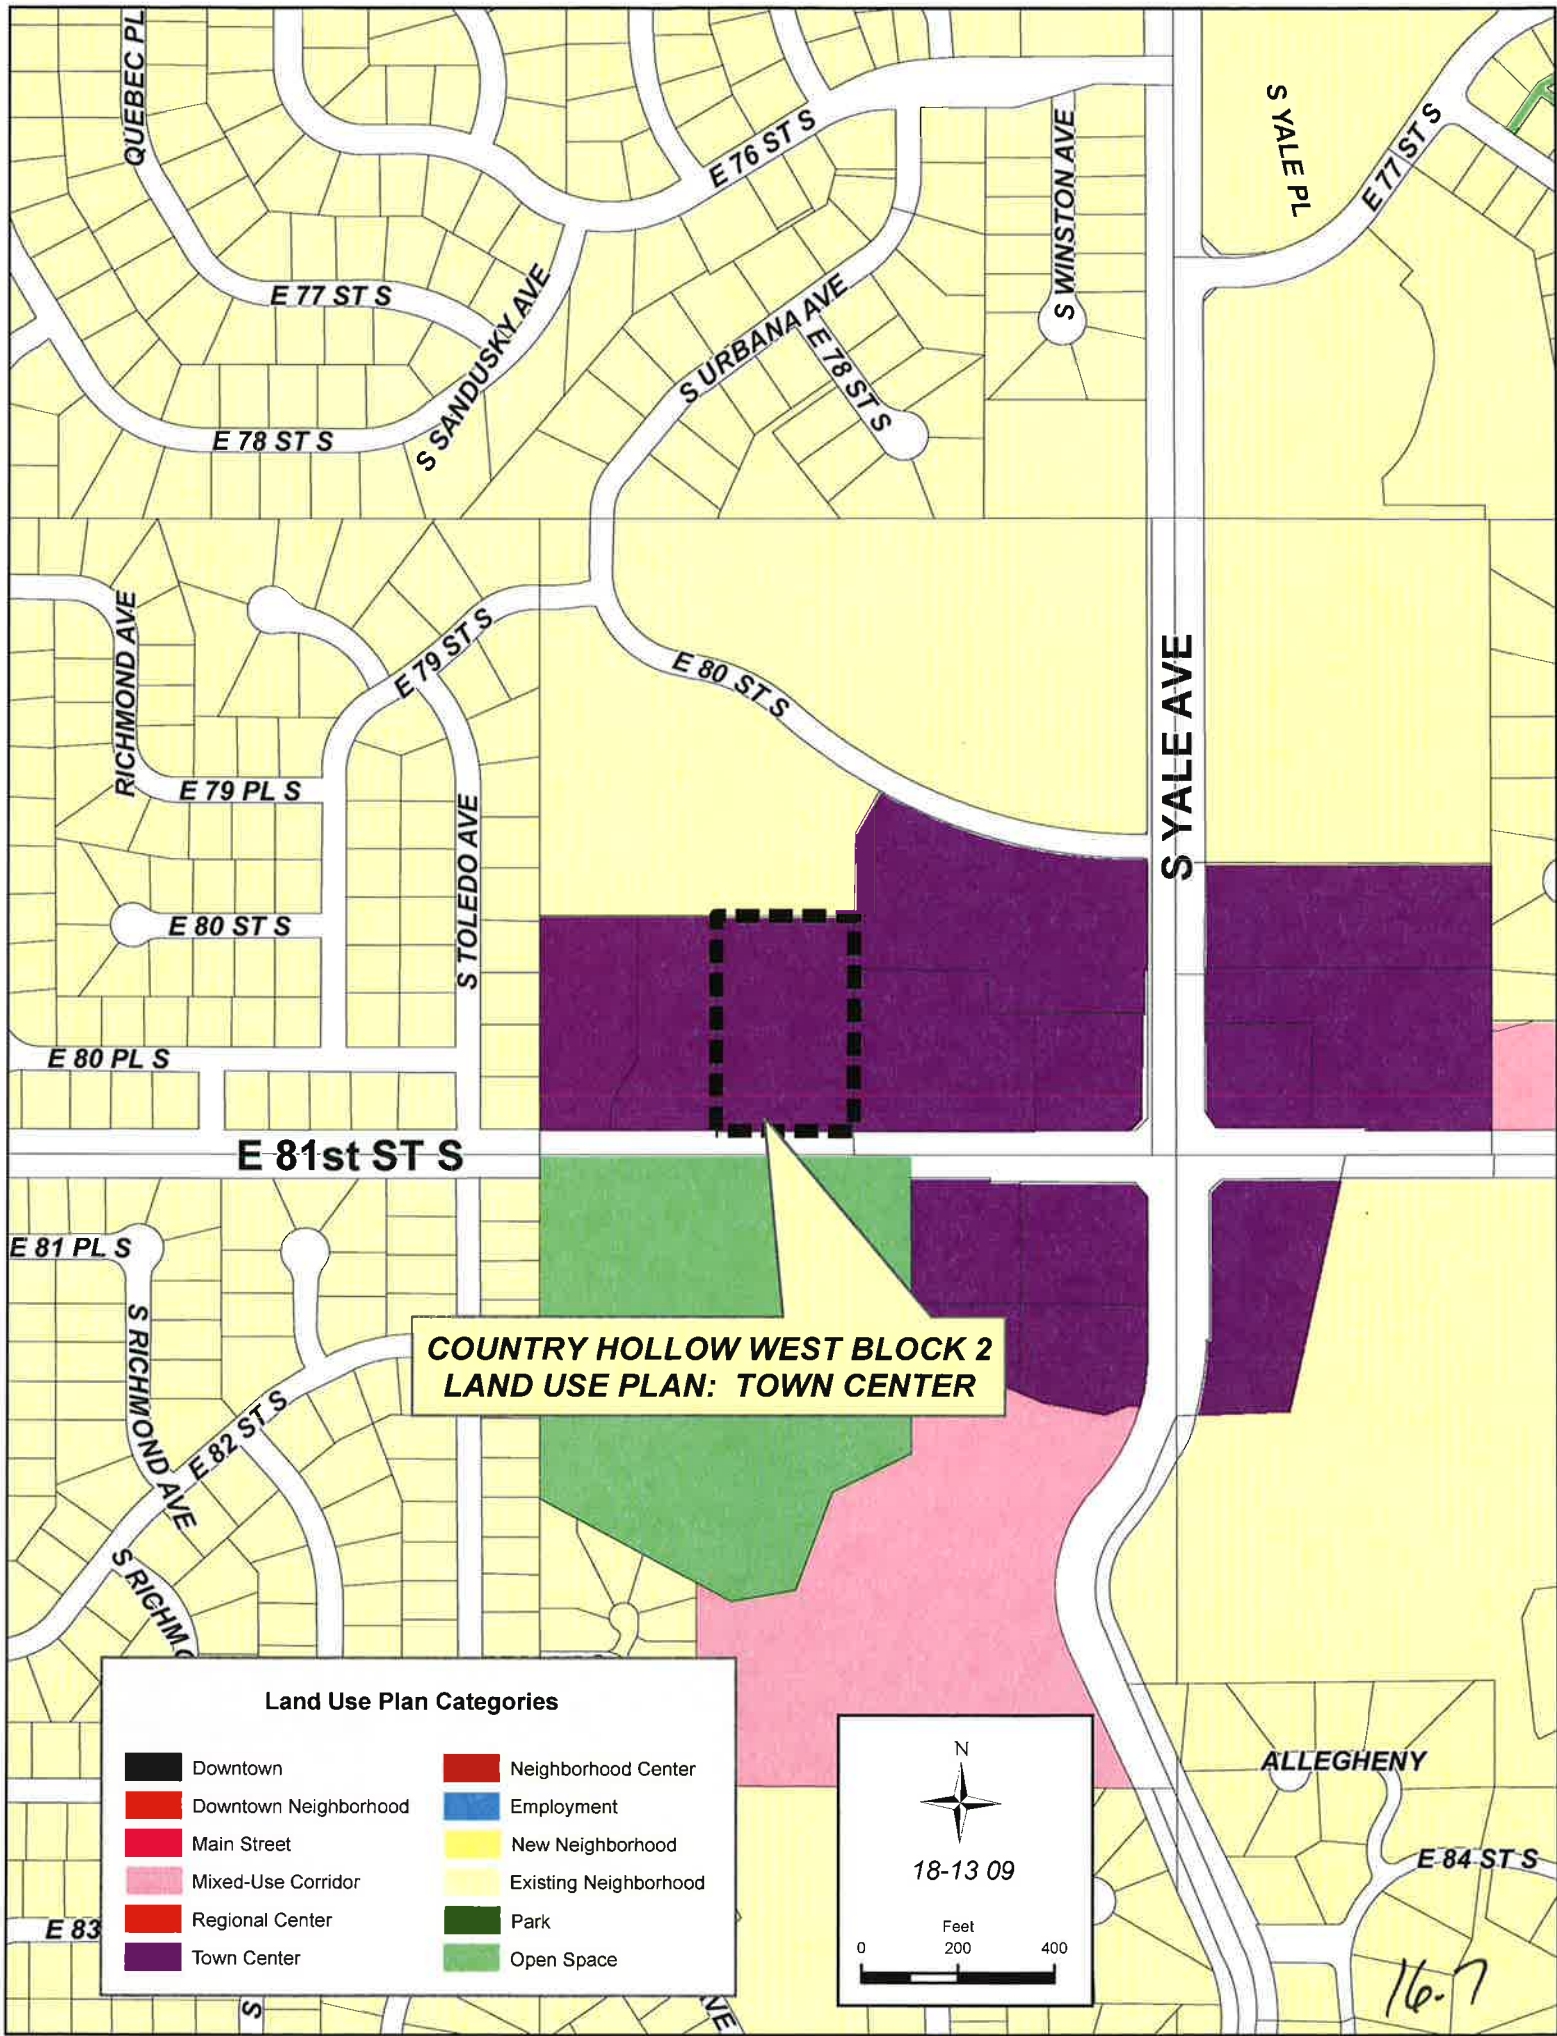 QUEBEC PL
E 76 ST S
S WINSTON AVE
S YALE PL
E 77 ST S
E 77 ST S
S SANDUSKY AVE
S URBANA AVE
E 78 ST S
E 78 ST S
RICHMOND AVE
E 79 ST S
E 80 ST S
S YALE AVE
E 79 PL S
S TOLEDO AVE
E 80 ST S
E 80 PL S
E 81st ST S
E 81 PL S
S RICHMOND AVE
COUNTRY HOLLOW WEST BLOCK 2
LAND USE PLAN: TOWN CENTER
E 82 ST S
S RICHMO
Land Use Plan Categories
Downtown
Downtown Neighborhood
Main Street
Mixed-Use Corridor
Regional Center
Town Center
Neighborhood Center
Employment
New Neighborhood
Existing Neighborhood
Park
Open Space
N
18-13 09
Feet
0 200 400
ALLEGHENY
E 84 ST S
E 83
S
VE
16-7